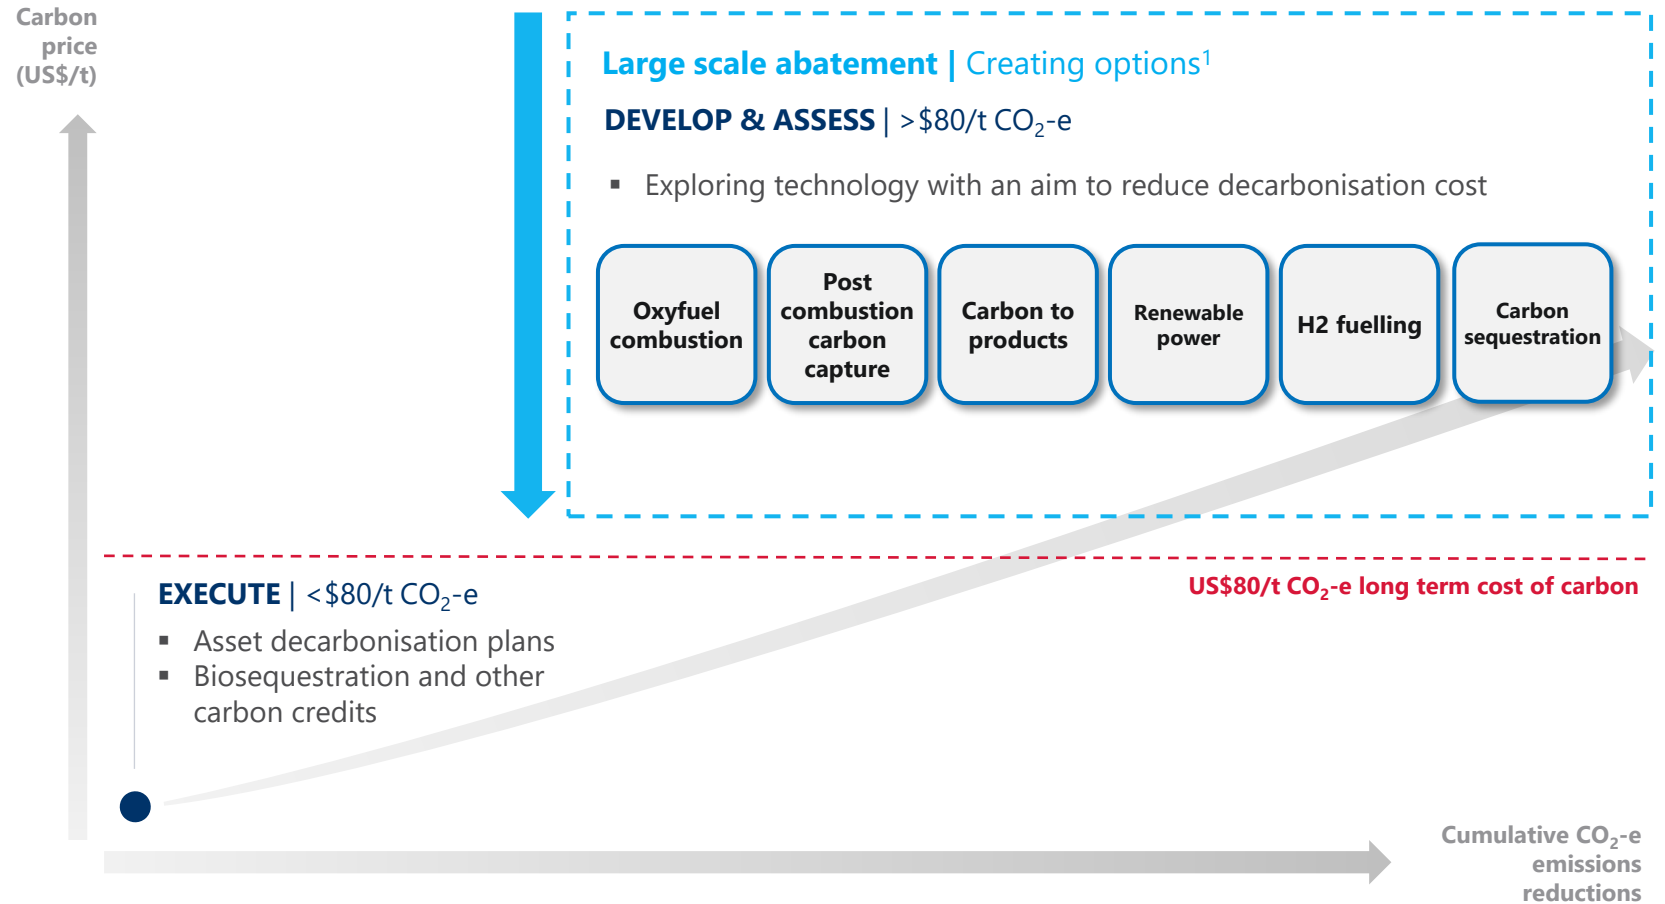 Carbon
price
(US$/t)
Large scale abatement | Creating options¹
DEVELOP & ASSESS | >$80/t CO₂-e
▪ Exploring technology with an aim to reduce decarbonisation cost
Oxyfuel
combustion
Post
combustion
carbon
capture
Carbon to
products
Renewable
power
H2 fuelling
Carbon
sequestration
US$80/t CO₂-e long term cost of carbon
EXECUTE | <$80/t CO₂-e
▪ Asset decarbonisation plans
▪ Biosequestration and other
carbon credits
Cumulative CO₂-e
emissions
reductions